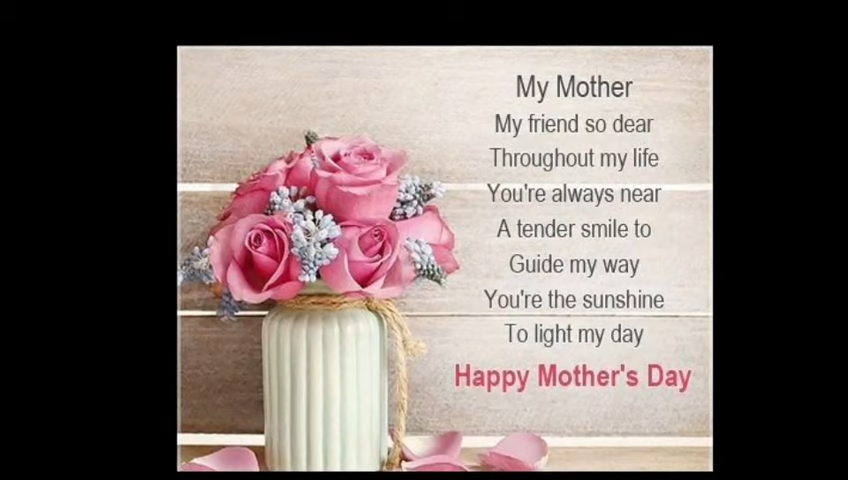 My Mother
My friend so dear
Throughout my life
You're always near
A tender smile to
Guide my way
You're the sunshine
To light my day
Happy Mother's Day